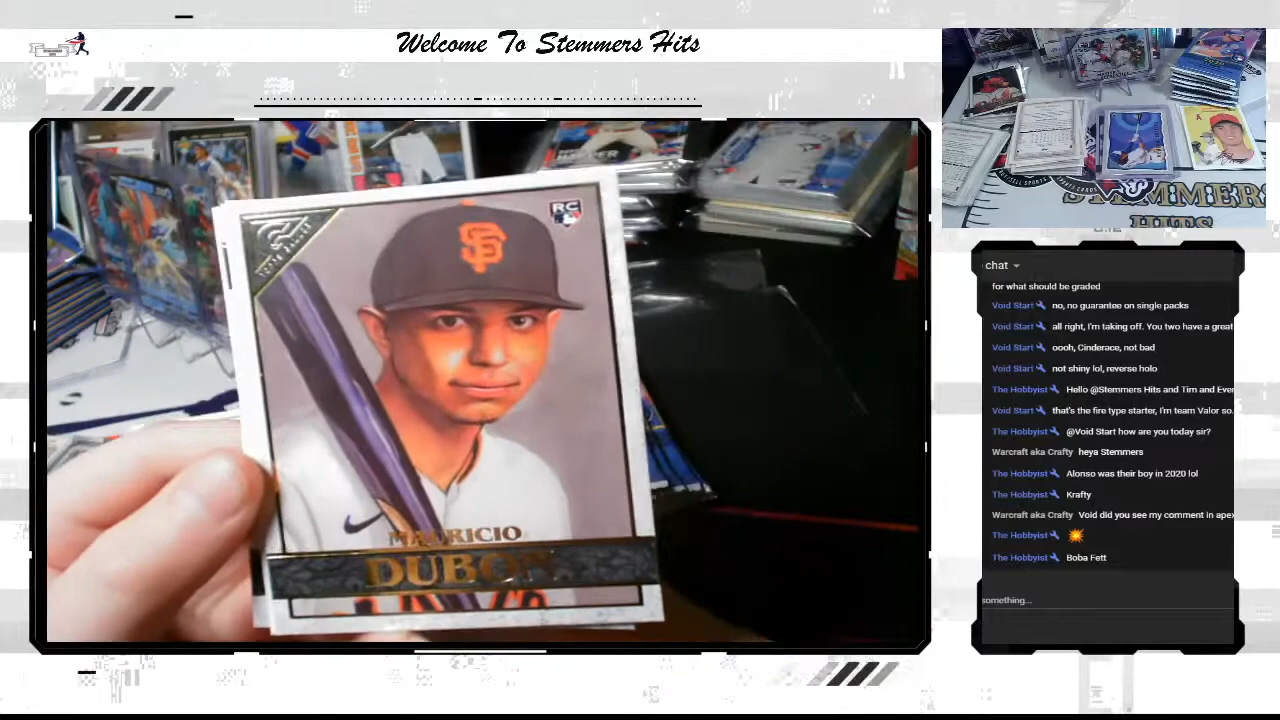 Welcome To Stemmers Hits
RC
MAURICIO
DUBON
STEMMERS
HITS
chat
for what should be graded
Void Start no, no guarantee on single packs
Void Start all right, I'm taking off. You two have a great
Void Start oooh, Cinderace, not bad
Void Start not shiny lol, reverse holo
The Hobbyist Hello @Stemmers Hits and Tim and Ever
Void Start that's the fire type starter, I'm team Valor so.
The Hobbyist @Void Start how are you today sir?
Warcraft aka Crafty heya Stemmers
The Hobbyist Alonso was their boy in 2020 lol
The Hobbyist Krafty
Warcraft aka Crafty Void did you see my comment in apex
The Hobbyist 💥
The Hobbyist Boba Fett
something...